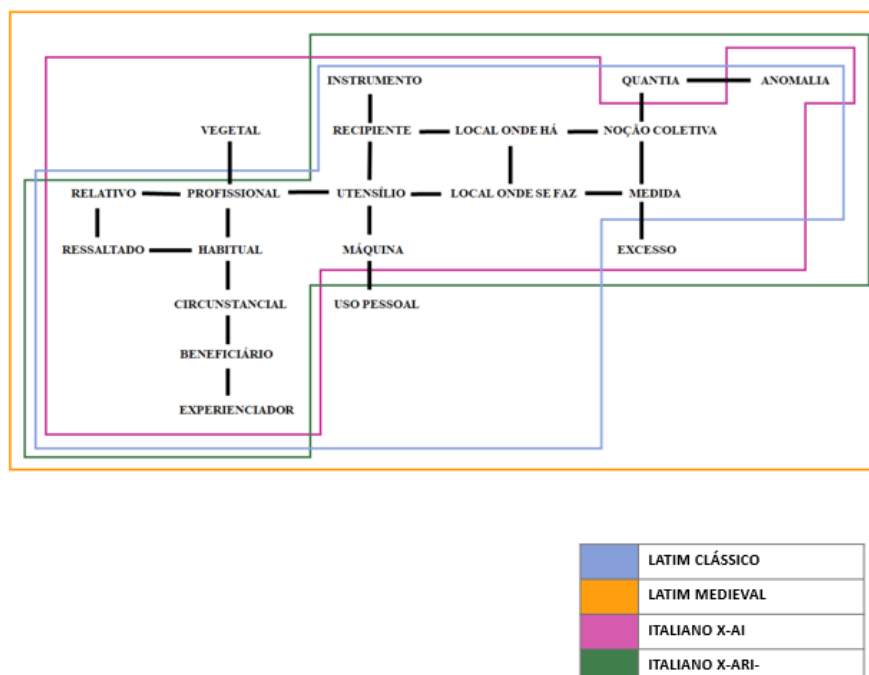 INSTRUMENTO QUANTIA ANOMALIA
VEGETAL RECIPIENTE LOCAL ONDE HÁ NOÇÃO COLETIVA
RELATIVO PROFISSIONAL UTENSÍLIO LOCAL ONDE SE FAZ MEDIDA
RESSALTADO HABITUAL MÁQUINA EXCESSO
CIRCUNSTANCIAL USO PESSOAL
BENEFICIÁRIO
EXPERIENCIADOR
LATIM CLÁSSICO
LATIM MEDIEVAL
ITALIANO X-AI
ITALIANO X-ARI-